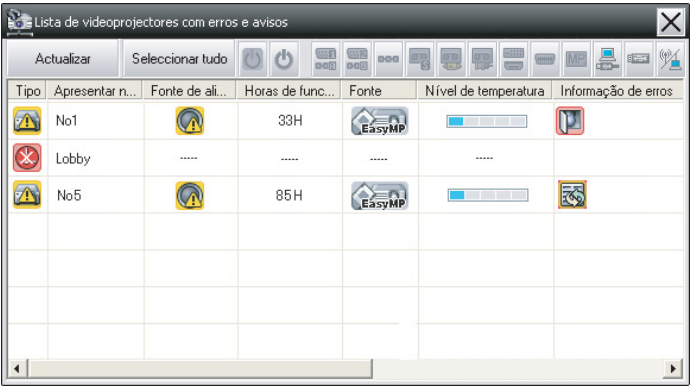 Lista de videoprojectores com erros e avisos
Actualizar Seleccionar tudo S MP
Tipo Apresentar n... Fonte de ali... Horas de func... Fonte Nível de temperatura Informação de erros
No1 33H EasyMP
Lobby ----- ----- ----- -----
No5 85H EasyMP